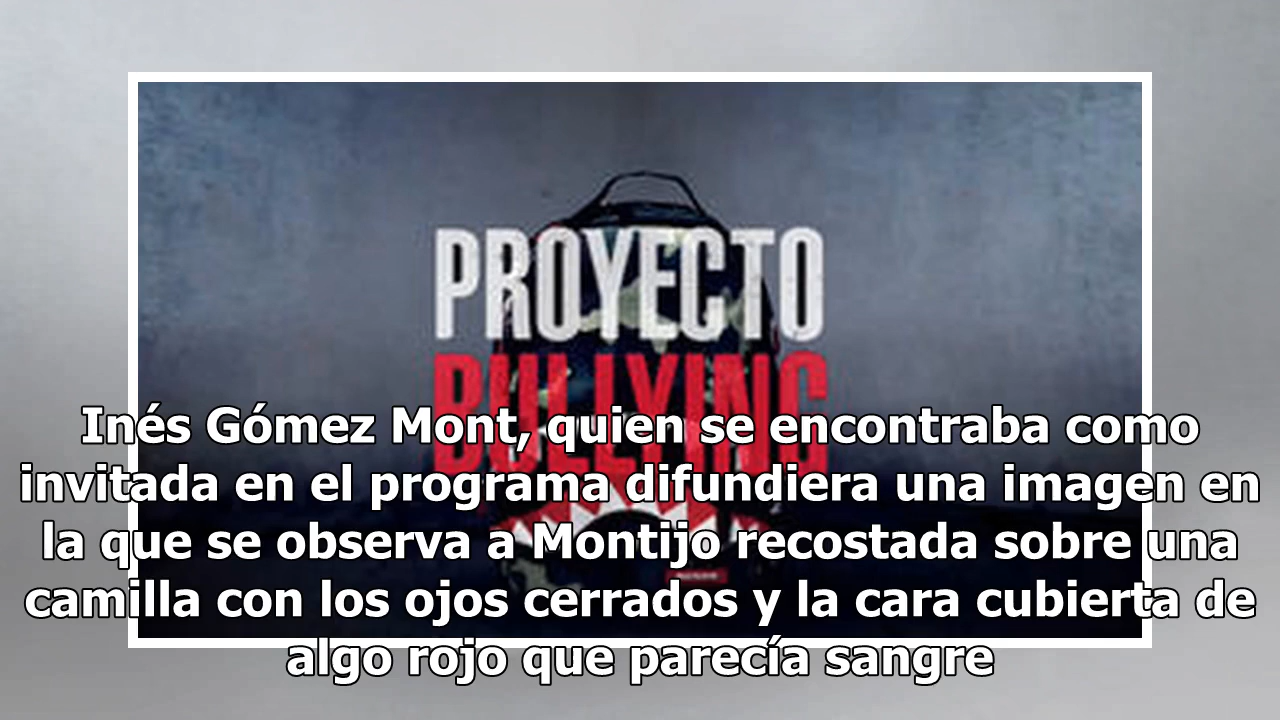 PROYECTO
BULLYING
Inés Gómez Mont, quien se encontraba como
invitada en el programa difundiera una imagen en
la que se observa a Montijo recostada sobre una
camilla con los ojos cerrados y la cara cubierta de
algo rojo que parecía sangre